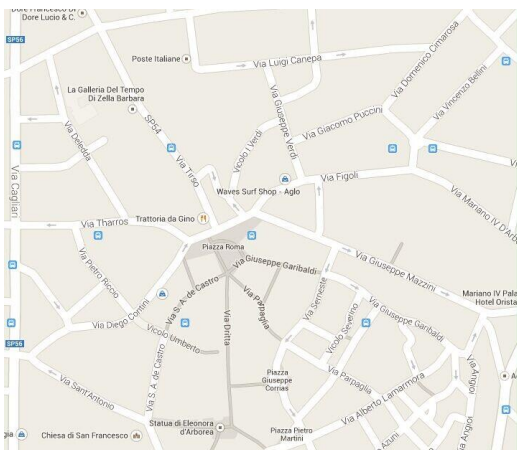 Dore Francesco Di
Dore Lucio & C.
SP56
Poste Italiane
Via Luigi Canepa
Via Domenico Cimarosa
Via Vincenzo Bellini
La Galleria Del Tempo
Di Zella Barbara
SP54
Via Giuseppe Verdi
Via Giacomo Puccini
Via Deledda
Vicolo I Verdi
Via Tirso
Via Cagliari
Via Figoli
Waves Surf Shop - Aglo
Via Mariano IV D'Arb
Via Tharros
Trattoria da Gino
Piazza Roma
Via Giuseppe Garibaldi
Via Giuseppe Mazzini
Via Pietro Riccio
Via S. A. de Castro
Via Parpaglia
Via Serneste
Mariano IV Pala
Hotel Orista
Via Diego Contini
Vicolo Umberto
Via Dritta
Vicolo Severino
Via Giuseppe Garibaldi
SP56
Via S. A. de Castro
Via Sant'Antonio
Piazza
Giuseppe
Corrias
Via Parpaglia
Via Alberto Lamarmora
Via Angioi
A
Statua di Eleonora
d'Arborea
Piazza Pietro
Martini
Azuni
Via Angioi
gia
Chiesa di San Francesco